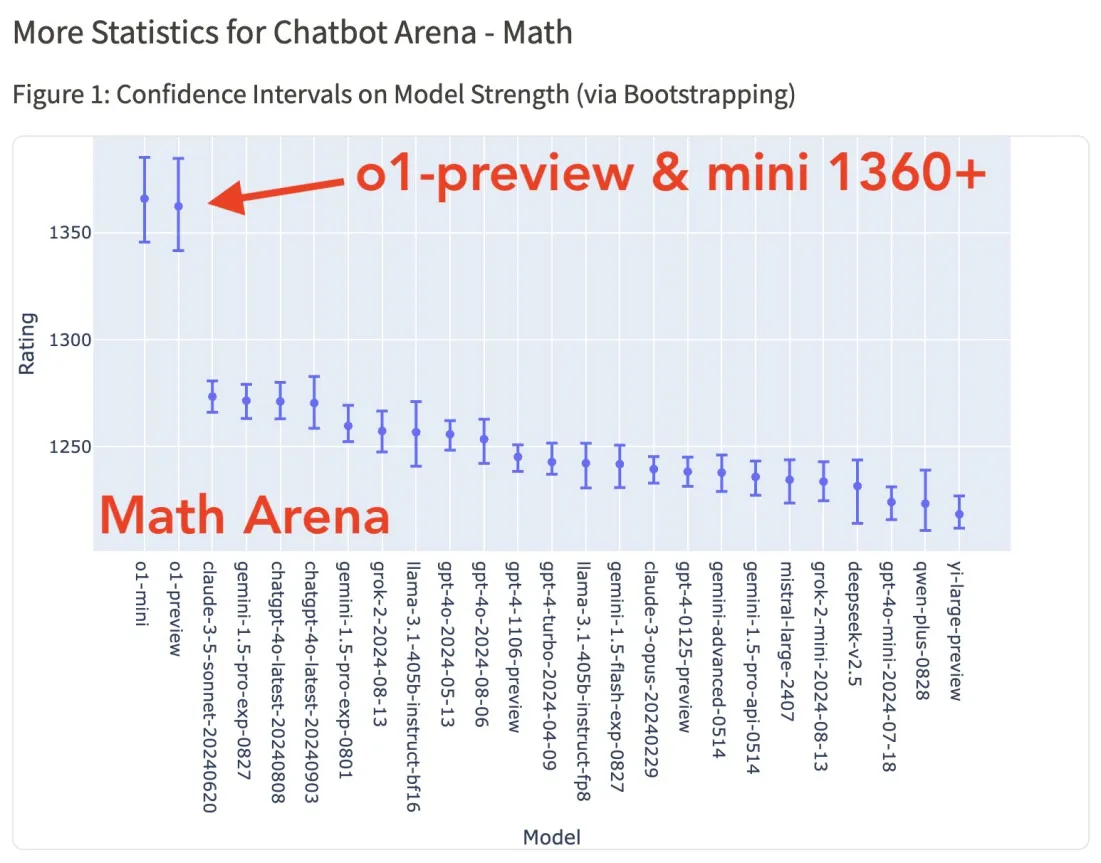 More Statistics for Chatbot Arena - Math
Figure 1: Confidence Intervals on Model Strength (via Bootstrapping)
o1-preview & mini 1360+
1350
1300
1250
Rating
Math Arena
o1-mini
o1-preview
claude-3-5-sonnet-20240620
gemini-1.5-pro-exp-0827
chatgpt-4o-latest-20240808
chatgpt-4o-latest-20240903
gemini-1.5-pro-exp-0801
grok-2-2024-08-13
llama-3.1-405b-instruct-bf16
gpt-4o-2024-05-13
gpt-4o-2024-08-06
gpt-4-1106-preview
gpt-4-turbo-2024-04-09
llama-3.1-405b-instruct-fp8
gemini-1.5-flash-exp-0827
claude-3-opus-20240229
gpt-4-0125-preview
gemini-advanced-0514
gemini-1.5-pro-api-0514
mistral-large-2407
grok-2-mini-2024-08-13
deepseek-v2.5
gpt-4o-mini-2024-07-18
qwen-plus-0828
yi-large-preview
Model